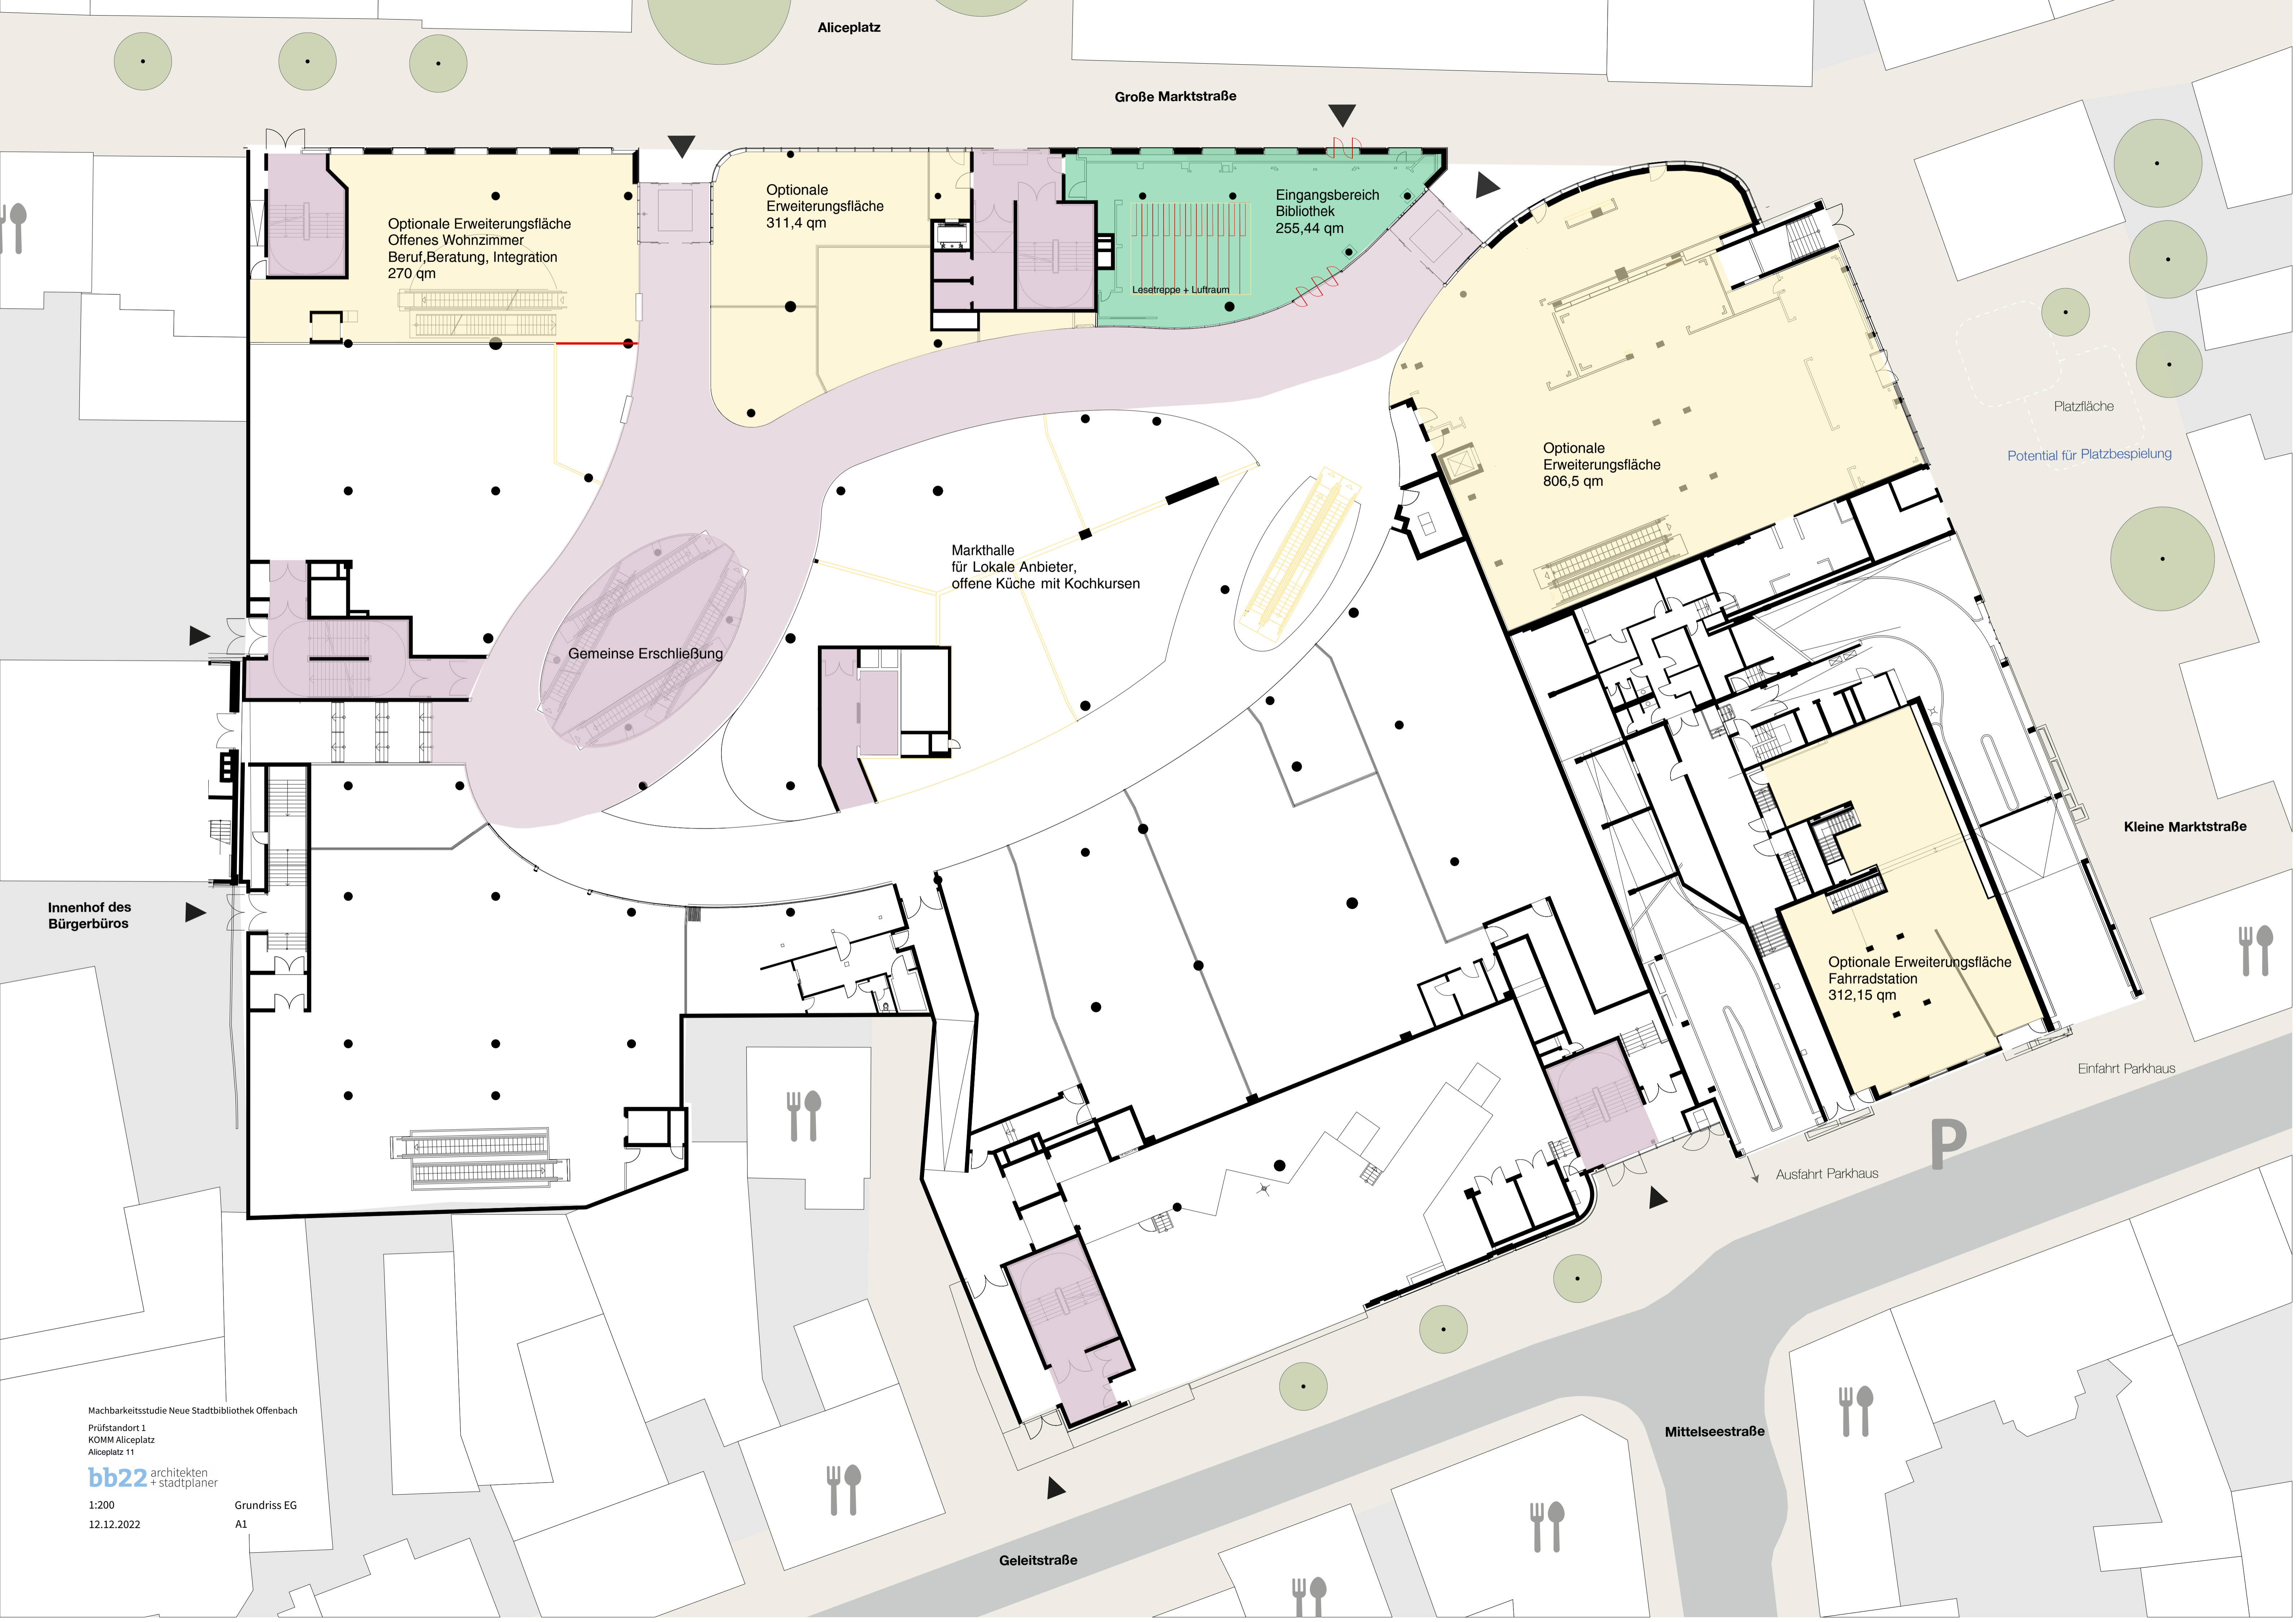 Aliceplatz
Große Marktstraße
Optionale Erweiterungsfläche
Offenes Wohnzimmer
Beruf,Beratung, Integration
270 qm
Optionale
Erweiterungsfläche
311,4 qm
Eingangsbereich
Bibliothek
255,44 qm
Lesetreppe + Luftraum
Optionale
Erweiterungsfläche
806,5 qm
Platzfläche
Potential für Platzbespielung
Markthalle
für Lokale Anbieter,
offene Küche mit Kochkursen
Gemeinse Erschließung
Kleine Marktstraße
Innenhof des
Bürgerbüros
Optionale Erweiterungsfläche
Fahrradstation
312,15 qm
Einfahrt Parkhaus
P
Ausfahrt Parkhaus
Mittelseestraße
Geleitstraße
Machbarkeitsstudie Neue Stadtbibliothek Offenbach
Prüfstandort 1
KOMM Aliceplatz
Aliceplatz 11
bb22 architekten
+ stadtplaner
1:200 Grundriss EG
12.12.2022 A1